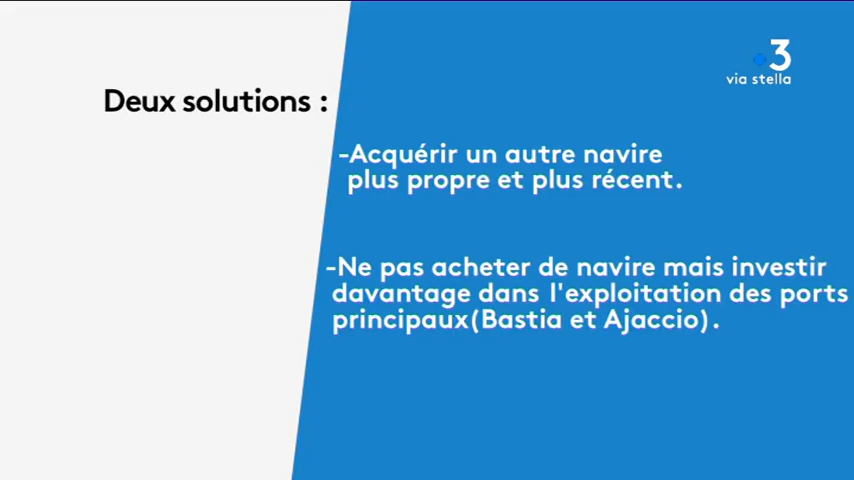 3
via stella
Deux solutions :
-Acquérir un autre navire
plus propre et plus récent.
-Ne pas acheter de navire mais investir
davantage dans l'exploitation des ports
principaux(Bastia et Ajaccio).